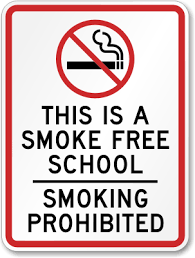 THIS IS A
SMOKE FREE
SCHOOL
SMOKING
PROHIBITED